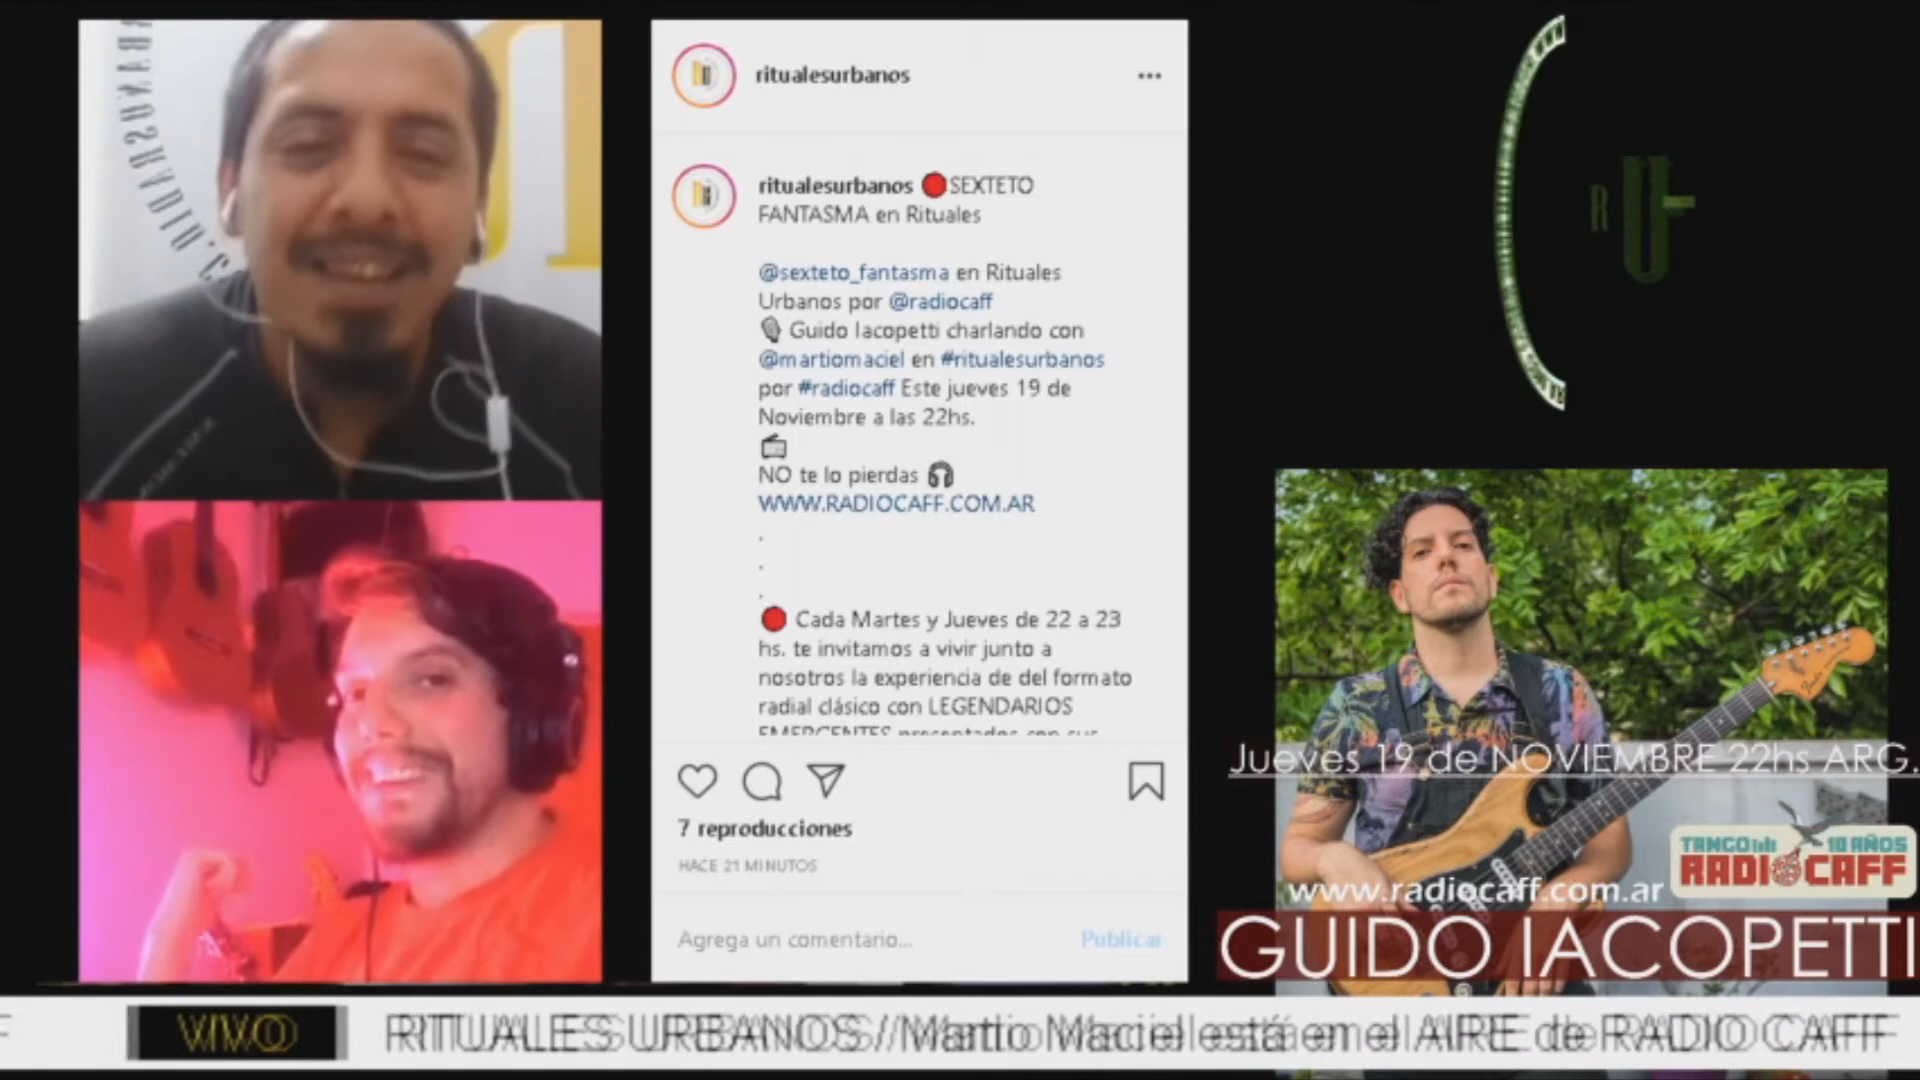 ritualesurbanos
ritualesurbanos 🔴SEXTETO
FANTASMA en Rituales
@sexteto_fantasma en Rituales
Urbanos por @radiocaff
🗣 Guido Iacopetti charlando con
@martiomaciel en #ritualesurbanos
por #radiocaff Este jueves 19 de
Noviembre a las 22hs.
📻
NO te lo pierdas 🎧
WWW.RADIOCAFF.COM.AR
.
.
.
🔴 Cada Martes y Jueves de 22 a 23
hs. te invitamos a vivir junto a
nosotros la experiencia de del formato
radial clásico con LEGENDARIOS
EMERGENTES presentados con sus
7 reproducciones
HACE 21 MINUTOS
Agrega un comentario...
Publicar
R U
Jueves 19 de NOVIEMBRE 22hs ARG.
TANGO 10 AÑOS
RADIO CAFF
www.radiocaff.com.ar
GUIDO IACOPETTI
VIVO
RITUALES URBANOS // Martio Maciel está en el AIRE de RADIO CAFF